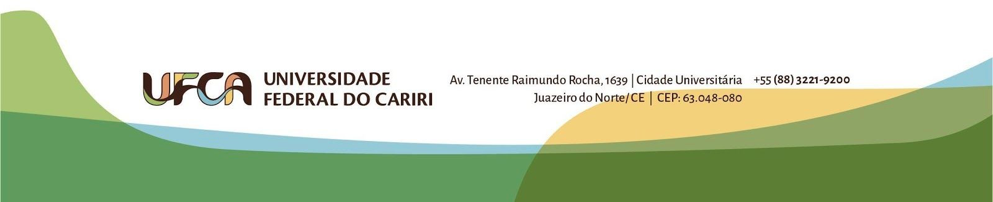 UFCA
UNIVERSIDADE
FEDERAL DO CARIRI
Av. Tenente Raimundo Rocha, 1639 | Cidade Universitária +55 (88) 3221-9200
Juazeiro do Norte/CE | CEP: 63.048-080